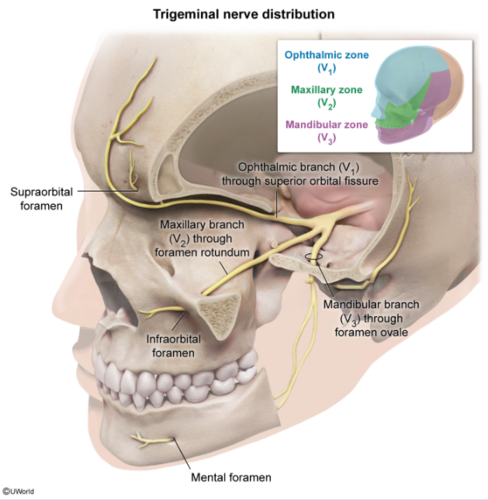 Trigeminal nerve distribution
Ophthalmic zone
(V1)
Maxillary zone
(V2)
Mandibular zone
(V3)
Ophthalmic branch (V1)
through superior orbital fissure
Supraorbital
foramen
Maxillary branch
(V2) through
foramen rotundum
Mandibular branch
(V3) through
foramen ovale
Infraorbital
foramen
Mental foramen
©UWorld